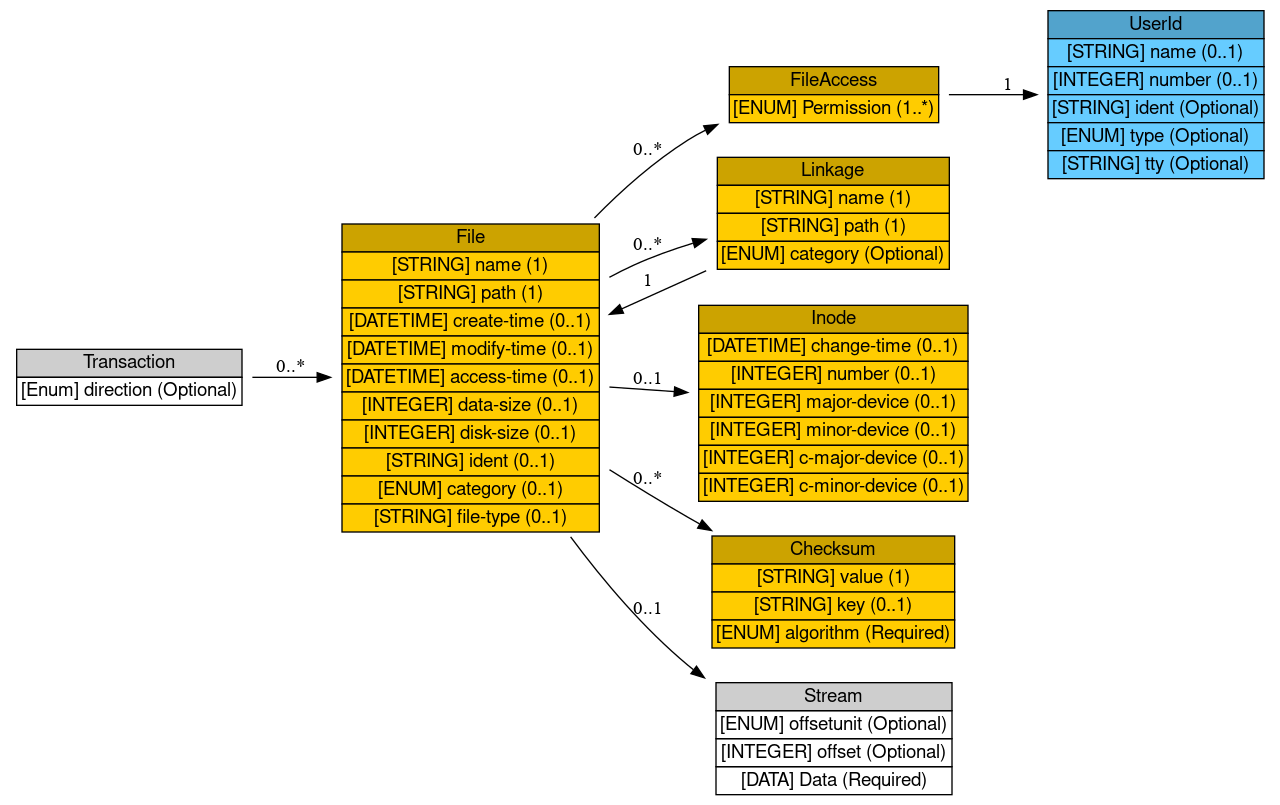 Transaction
[Enum] direction (Optional)
0..*
File
[STRING] name (1)
[STRING] path (1)
[DATETIME] create-time (0..1)
[DATETIME] modify-time (0..1)
[DATETIME] access-time (0..1)
[INTEGER] data-size (0..1)
[INTEGER] disk-size (0..1)
[STRING] ident (0..1)
[ENUM] category (0..1)
[STRING] file-type (0..1)
0..*
0..*
1
0..1
0..*
0..1
FileAccess
[ENUM] Permission (1..*)
1
UserId
[STRING] name (0..1)
[INTEGER] number (0..1)
[STRING] ident (Optional)
[ENUM] type (Optional)
[STRING] tty (Optional)
Linkage
[STRING] name (1)
[STRING] path (1)
[ENUM] category (Optional)
Inode
[DATETIME] change-time (0..1)
[INTEGER] number (0..1)
[INTEGER] major-device (0..1)
[INTEGER] minor-device (0..1)
[INTEGER] c-major-device (0..1)
[INTEGER] c-minor-device (0..1)
Checksum
[STRING] value (1)
[STRING] key (0..1)
[ENUM] algorithm (Required)
Stream
[ENUM] offsetunit (Optional)
[INTEGER] offset (Optional)
[DATA] Data (Required)